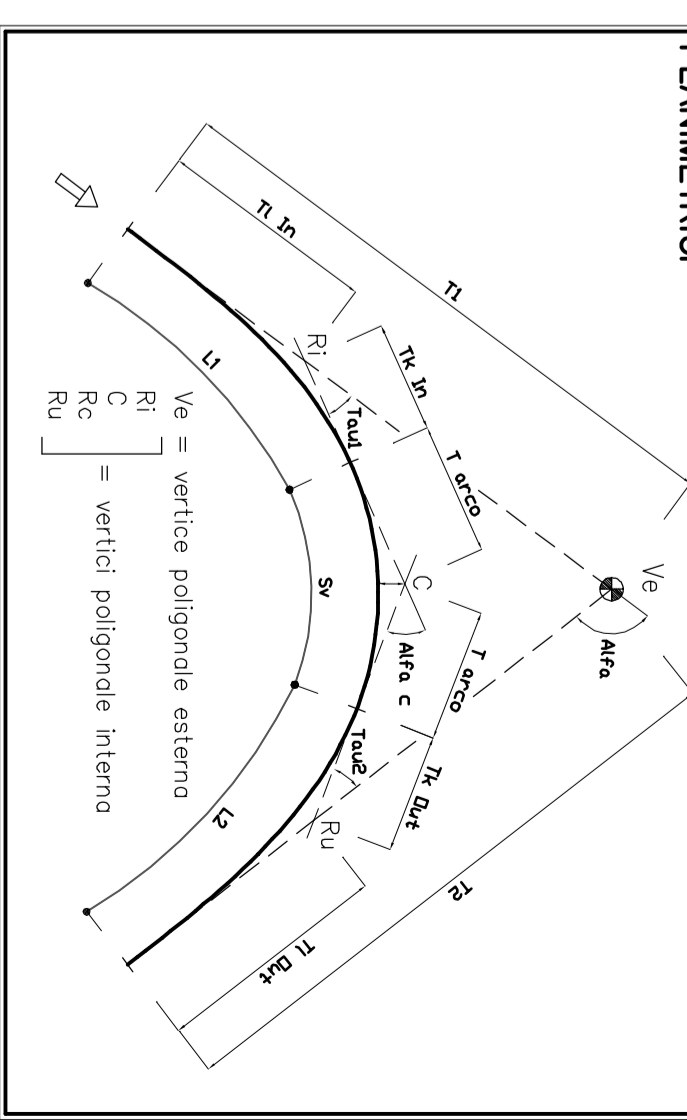 Ve
Alfa
T1
T2
T arco
T arco
Tk In
Tk Out
C
Alfa c
Tau1
Tau2
Ri
Ru
Tl In
Tl Out
Sv
L1
L2
Ve = vertice poligonale esterna
Ri
C
Rc
Ru
= vertici poligonale interna